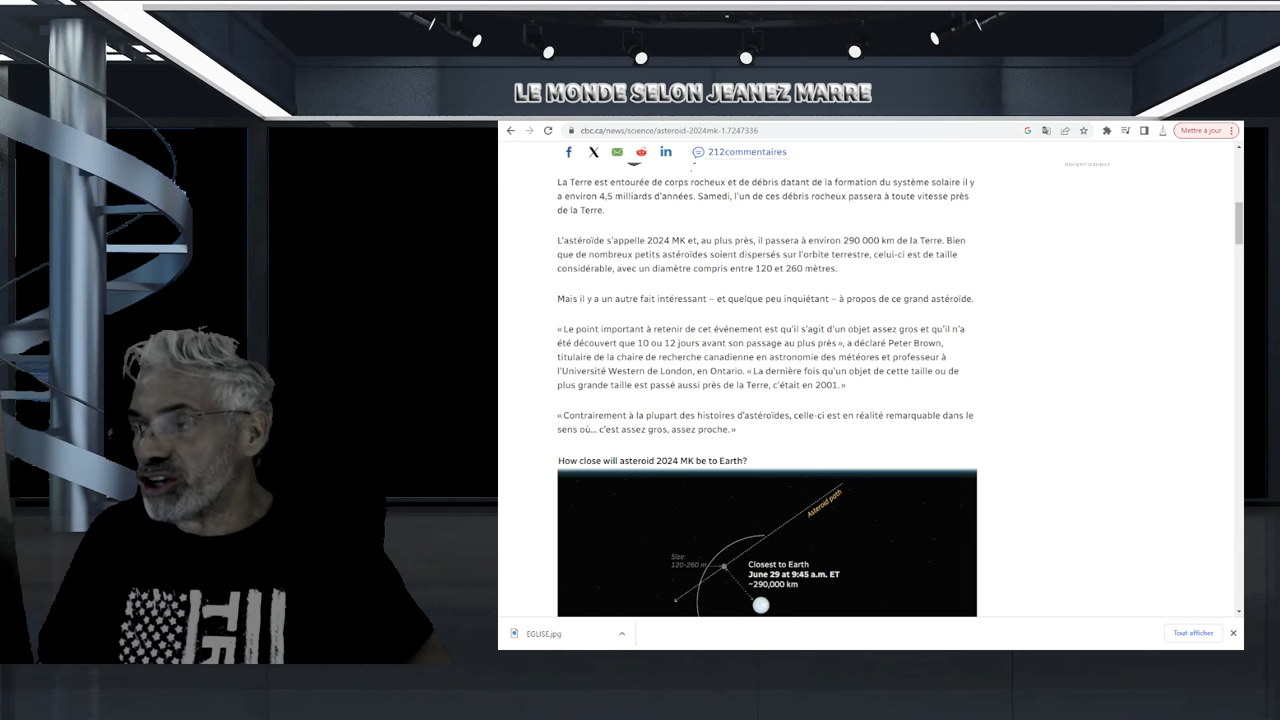 LE MONDE SELON JEANEZ MARRE
cbc.ca/news/science/asteroid-2024mk-1.7247336
Mettre à jour
212commentaires
ADVERTISEMENT
La Terre est entourée de corps rocheux et de débris datant de la formation du système solaire il y
a environ 4,5 milliards d'années. Samedi, l'un de ces débris rocheux passera à toute vitesse près
de la Terre.
L'astéroïde s'appelle 2024 MK et, au plus près, il passera à environ 290 000 km de la Terre. Bien
que de nombreux petits astéroïdes soient dispersés sur l'orbite terrestre, celui-ci est de taille
considérable, avec un diamètre compris entre 120 et 260 mètres.
Mais il y a un autre fait intéressant – et quelque peu inquiétant – à propos de ce grand astéroïde.
« Le point important à retenir de cet événement est qu'il s'agit d'un objet assez gros et qu'il n'a
été découvert que 10 ou 12 jours avant son passage au plus près », a déclaré Peter Brown,
titulaire de la chaire de recherche canadienne en astronomie des météores et professeur à
l'Université Western de London, en Ontario. « La dernière fois qu'un objet de cette taille ou de
plus grande taille est passé aussi près de la Terre, c'était en 2001. »
« Contrairement à la plupart des histoires d'astéroïdes, celle-ci est en réalité remarquable dans le
sens où... c'est assez gros, assez proche. »
How close will asteroid 2024 MK be to Earth?
Asteroid path
Size:
120-260 m
Closest to Earth
June 29 at 9:45 a.m. ET
~290,000 km
EGLISE.jpg
Tout afficher